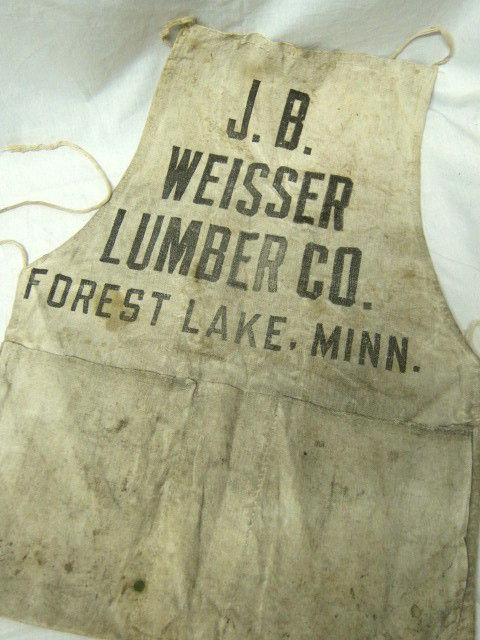 J. B.
WEISSER
LUMBER CO.
FOREST LAKE, MINN.